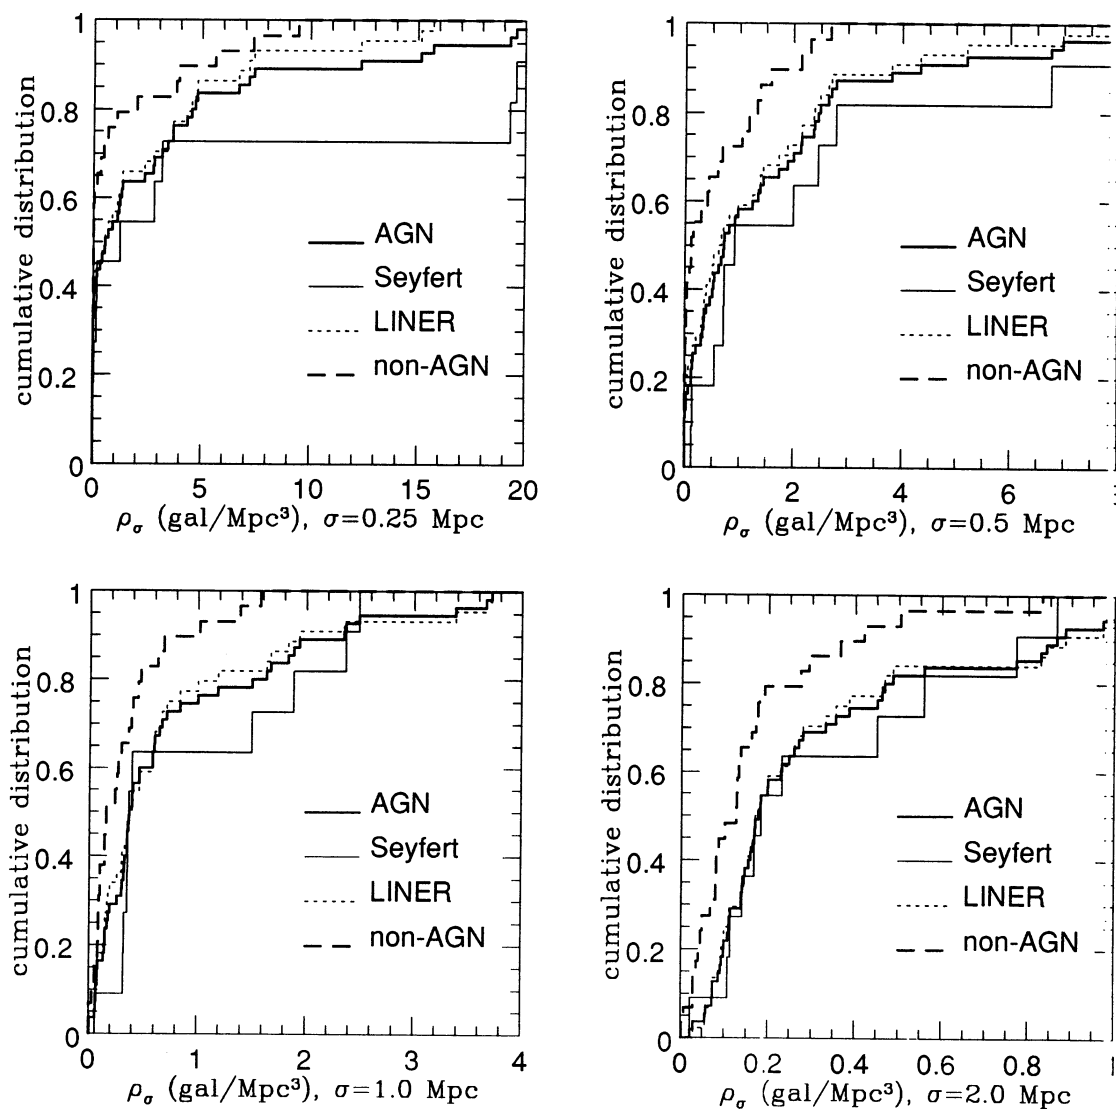 1
0.8
0.6
0.4
0.2
0
cumulative distribution
AGN
Seyfert
LINER
non-AGN
0 5 10 15 20
ρσ (gal/Mpc³), σ=0.25 Mpc
1
0.8
0.6
0.4
0.2
0
cumulative distribution
AGN
Seyfert
LINER
non-AGN
0 2 4 6 8
ρσ (gal/Mpc³), σ=0.5 Mpc
1
0.8
0.6
0.4
0.2
0
cumulative distribution
AGN
Seyfert
LINER
non-AGN
0 1 2 3 4
ρσ (gal/Mpc³), σ=1.0 Mpc
1
0.8
0.6
0.4
0.2
0
cumulative distribution
AGN
Seyfert
LINER
non-AGN
0 0.2 0.4 0.6 0.8 1
ρσ (gal/Mpc³), σ=2.0 Mpc